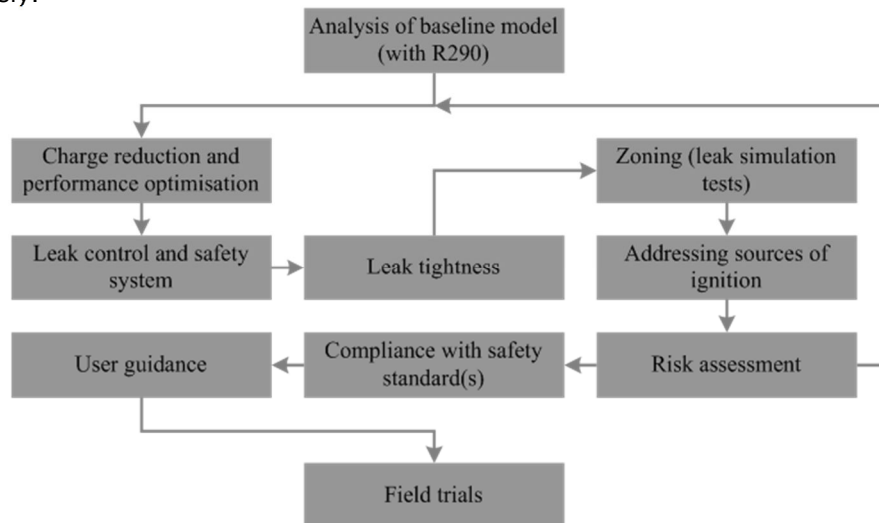 Analysis of baseline model
(with R290)
Charge reduction and
performance optimisation
Zoning (leak simulation
tests)
Leak control and safety
system
Leak tightness
Addressing sources of
ignition
User guidance
Compliance with safety
standard(s)
Risk assessment
Field trials